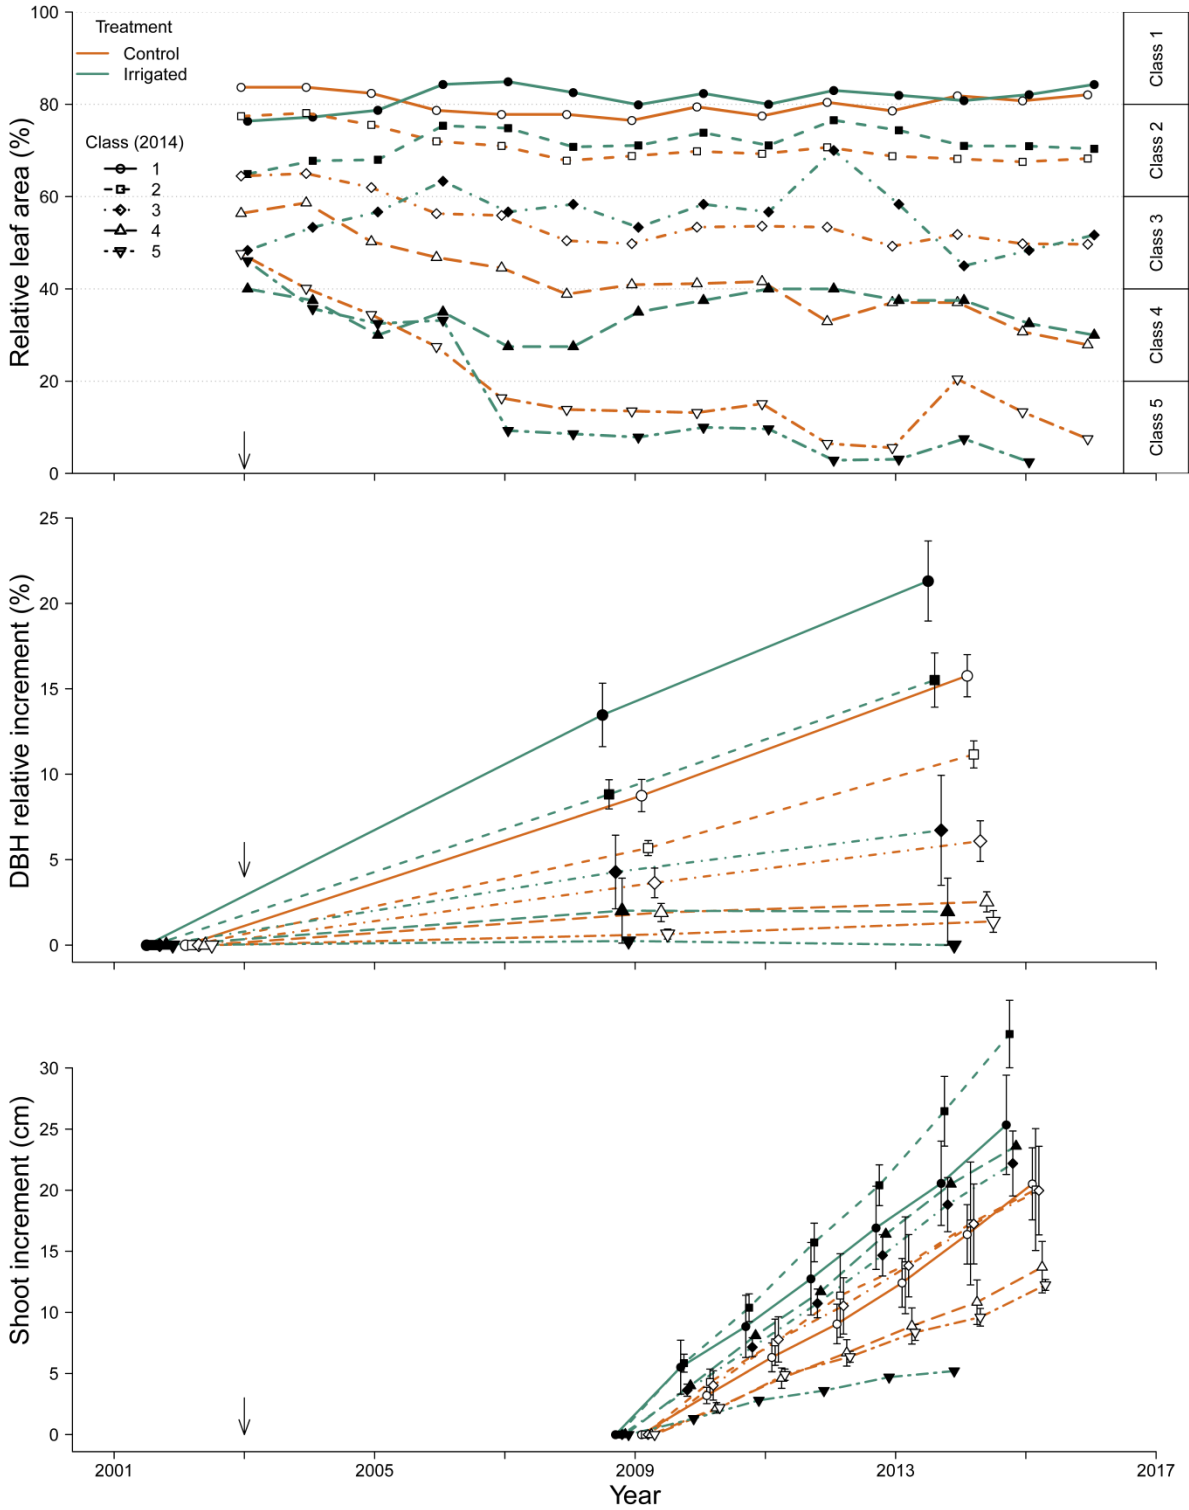 100
80
60
40
20
0
Relative leaf area (%)
Treatment
Control
Irrigated
Class (2014)
1
2
3
4
5
Class 1
Class 2
Class 3
Class 4
Class 5
25
20
15
10
5
0
DBH relative increment (%)
30
25
20
15
10
5
0
Shoot increment (cm)
2001
2005
2009
2013
2017
Year